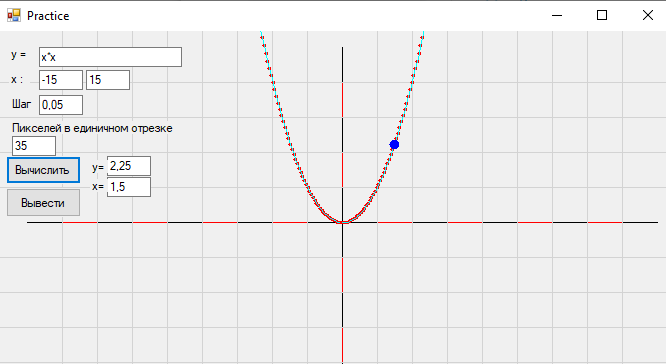 Practice
y = x*x
x : -15 15
Шаг 0,05
Пикселей в единичном отрезке
35
Вычислить y= 2,25
x= 1,5
Вывести